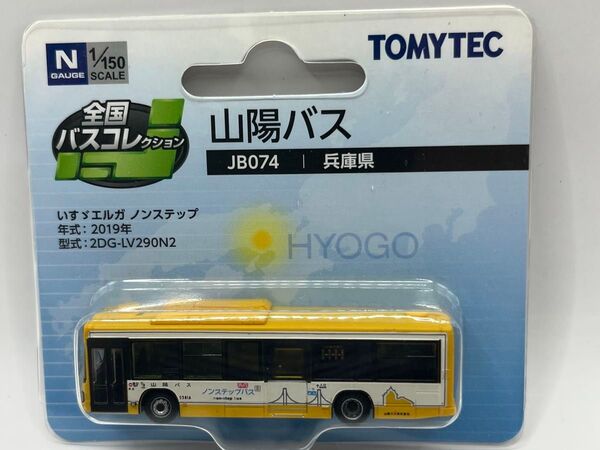 N
GAUGE
1/150
SCALE
TOMYTEC
全国
バスコレクション
山陽バス
JB074 兵庫県
いすゞエルガ ノンステップ
年式：2019年
型式：2DG-LV290N2
HYOGO
山陽バス
ノンステップバス